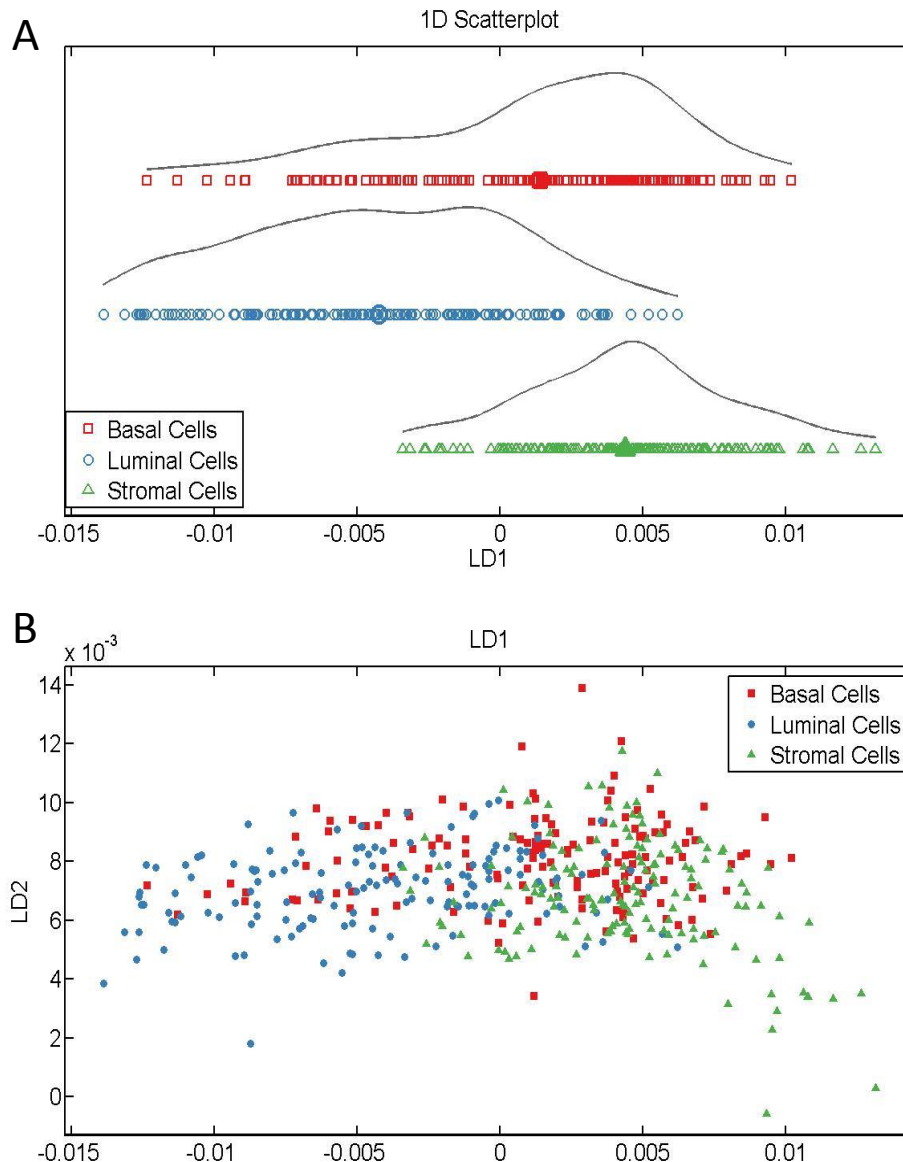 A
1D Scatterplot
Basal Cells
Luminal Cells
Stromal Cells
-0.015 -0.01 -0.005 0 0.005 0.01
LD1
B
LD1
x 10-3
Basal Cells
Luminal Cells
Stromal Cells
14
12
10
8
6
4
2
0
LD2
-0.015 -0.01 -0.005 0 0.005 0.01